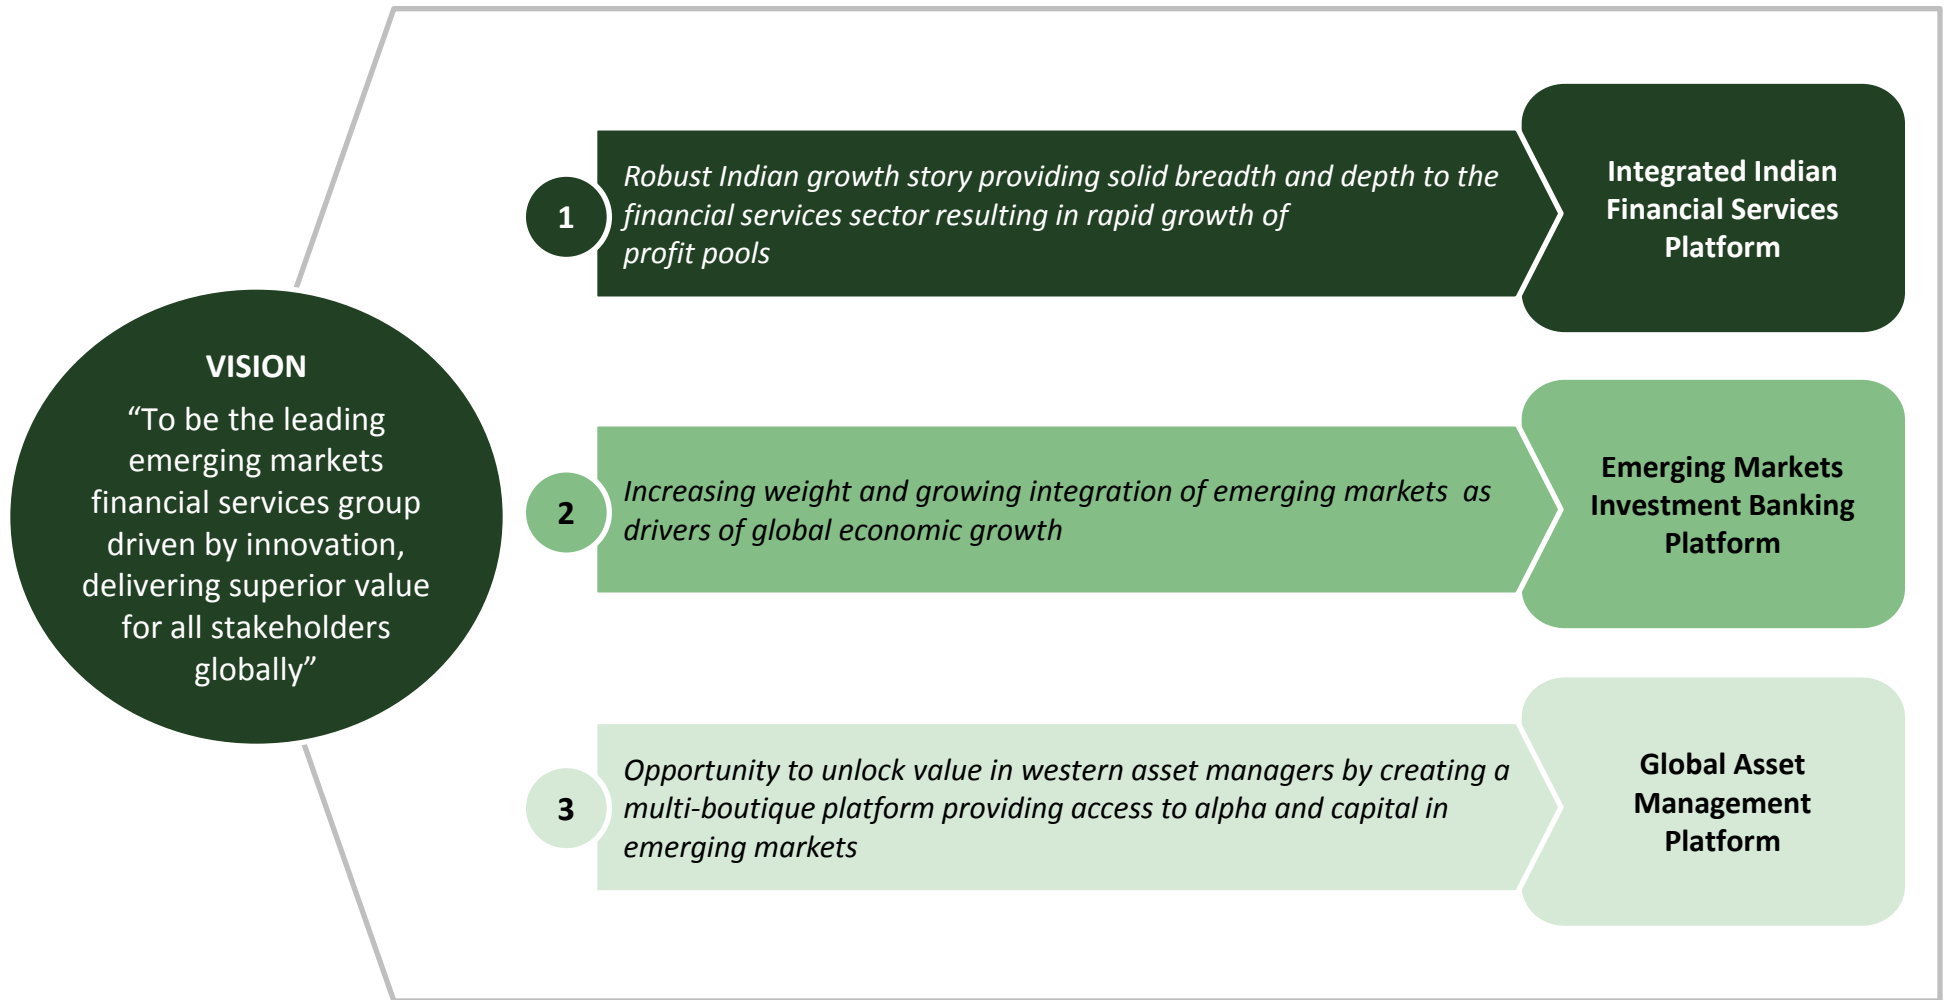 VISION
“To be the leading
emerging markets
financial services group
driven by innovation,
delivering superior value
for all stakeholders
globally”
1
Robust Indian growth story providing solid breadth and depth to the
financial services sector resulting in rapid growth of
profit pools
Integrated Indian
Financial Services
Platform
2
Increasing weight and growing integration of emerging markets  as
drivers of global economic growth
Emerging Markets
Investment Banking
Platform
3
Opportunity to unlock value in western asset managers by creating a
multi-boutique platform providing access to alpha and capital in
emerging markets
Global Asset
Management
Platform